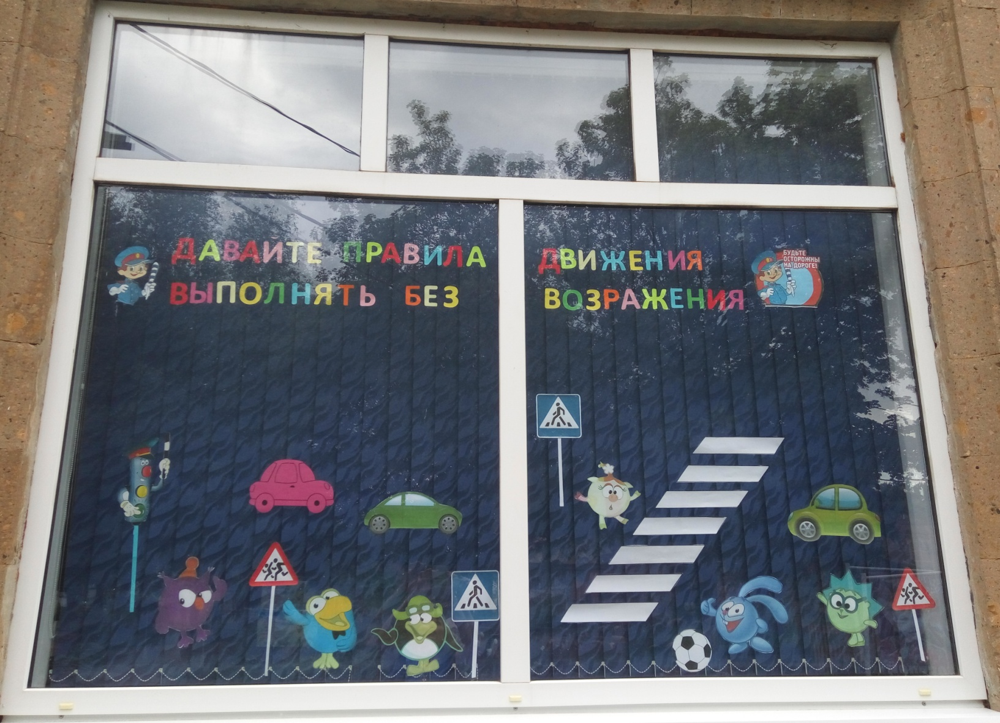 ДАВАЙТЕ ПРАВИЛА ДВИЖЕНИЯ
ВЫПОЛНЯТЬ БЕЗ ВОЗРАЖЕНИЯ
БУДЬТЕ
ОСТОРОЖНЫ
НА ДОРОГЕ!